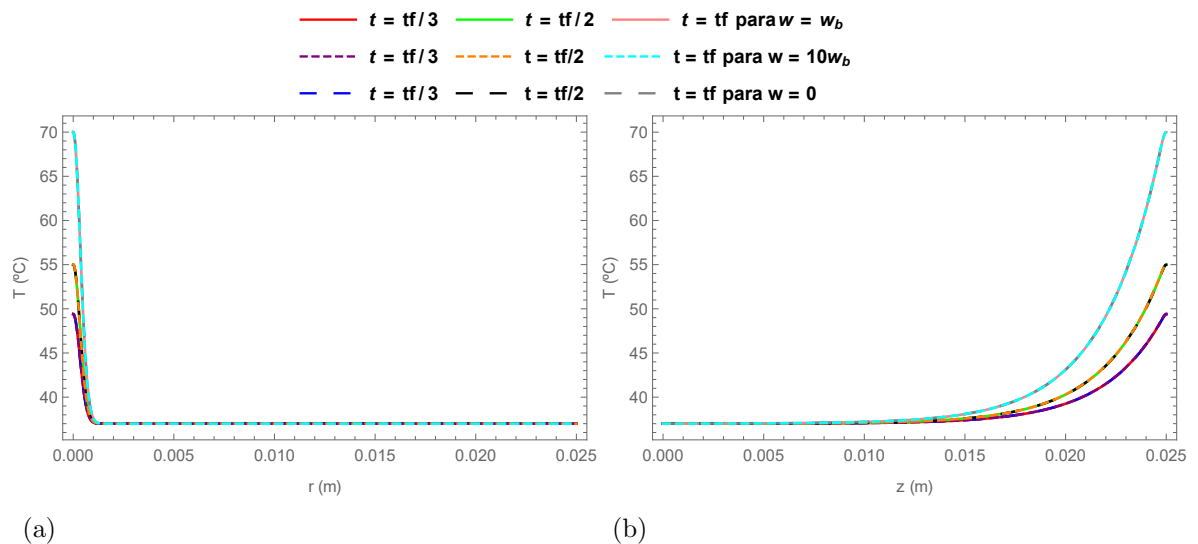 t = tf / 3 t = tf / 2 t = tf para w = w_b
t = tf / 3 t = tf/2 t = tf para w = 10w_b
t = tf / 3 t = tf/2 t = tf para w = 0
70
65
60
55
50
45
40
T (ºC)
0.000 0.005 0.010 0.015 0.020 0.025
r (m)
70
65
60
55
50
45
40
T (ºC)
0.000 0.005 0.010 0.015 0.020 0.025
z (m)
(a) (b)